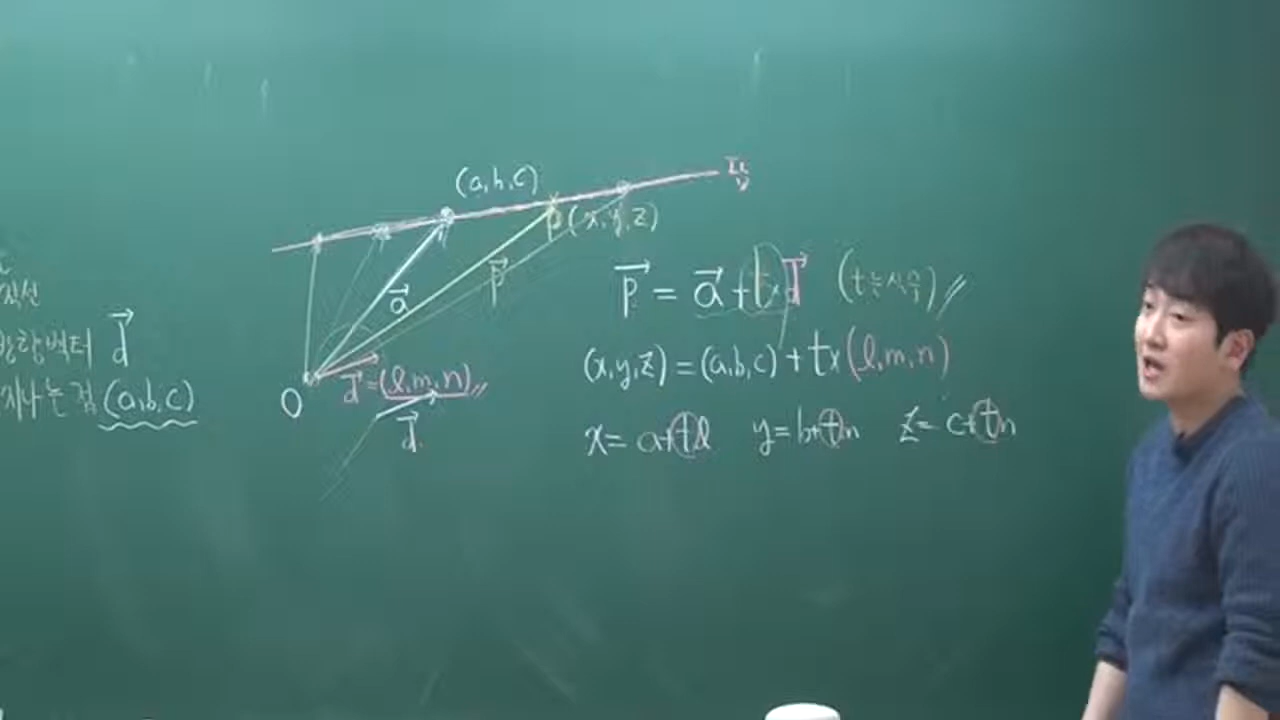 직선
방향벡터 d⃗
지나는 점 (a,b,c)
(a,b,c)
P(x,y,z)
a⃗
p⃗
O
d⃗=(l,m,n)
d⃗
p⃗ = a⃗+t×d⃗ (t는 실수)
(x,y,z) = (a,b,c) + t×(l,m,n)
x= a+tl y=b+tm z= c+tn